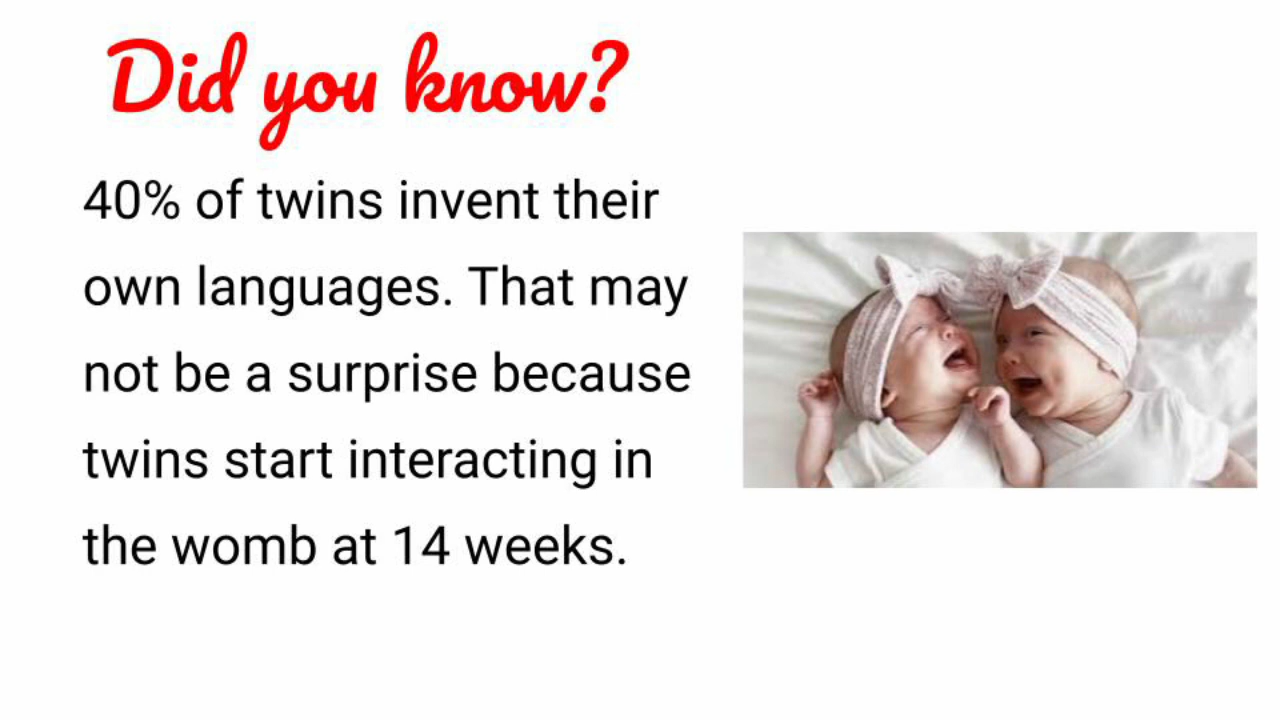 Did you know?
40% of twins invent their
own languages. That may
not be a surprise because
twins start interacting in
the womb at 14 weeks.